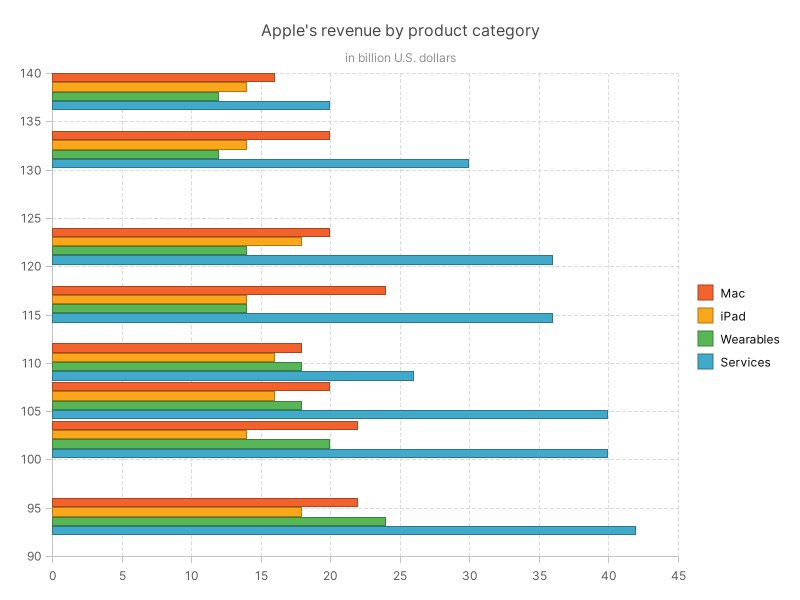 Apple's revenue by product category
in billion U.S. dollars
140
135
130
125
120
115
110
105
100
95
90
0 5 10 15 20 25 30 35 40 45
Mac
iPad
Wearables
Services